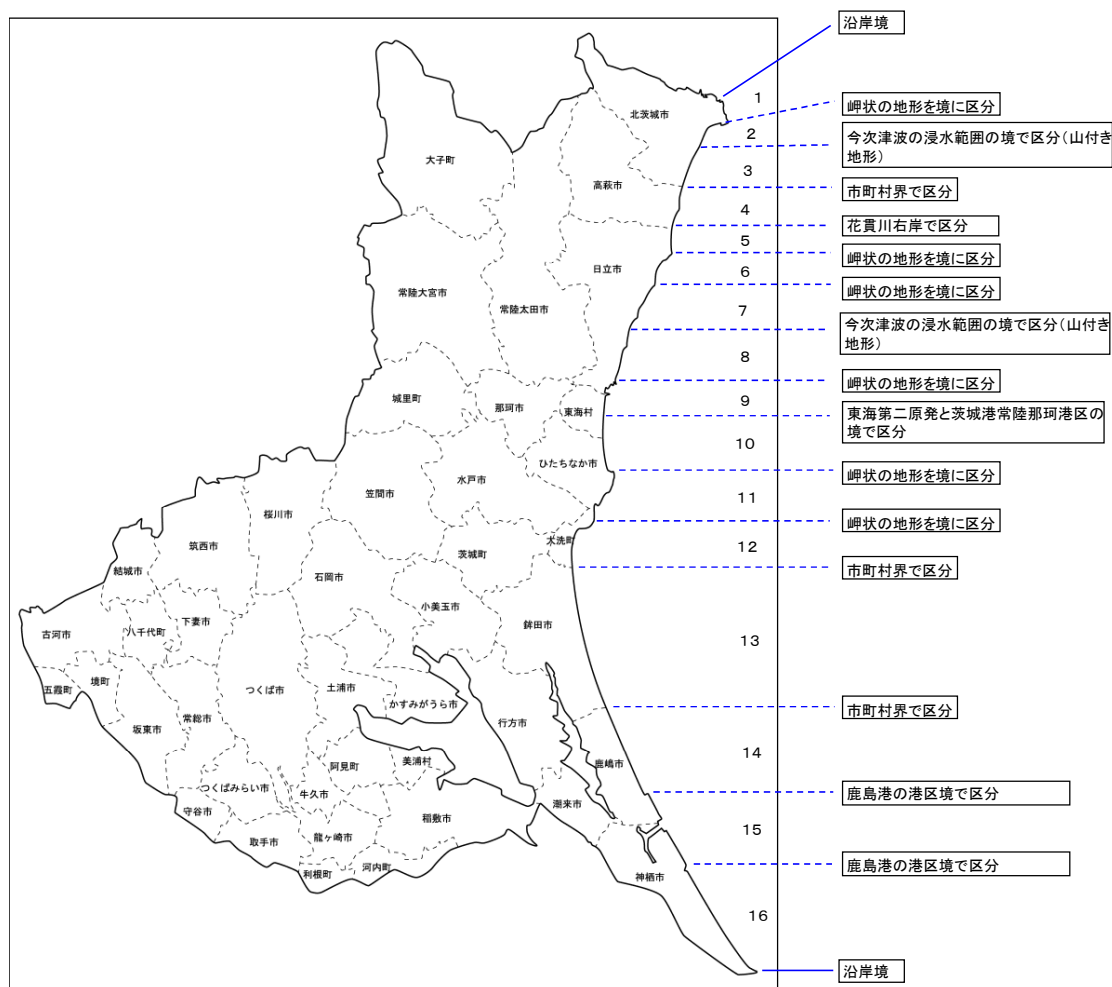 沿岸境
1
岬状の地形を境に区分
北茨城市
2
今次津波の浸水範囲の境で区分(山付き
地形)
大子町
3
高萩市
市町村界で区分
4
花貫川右岸で区分
5
岬状の地形を境に区分
日立市
6
岬状の地形を境に区分
常陸大宮市
常陸太田市
7
今次津波の浸水範囲の境で区分(山付き
地形)
8
岬状の地形を境に区分
城里町
那珂市
東海村
9
東海第二原発と茨城港常陸那珂港区の
境で区分
10
ひたちなか市
岬状の地形を境に区分
笠間市
水戸市
11
桜川市
岬状の地形を境に区分
筑西市
大洗町
12
茨城町
結城市
石岡市
市町村界で区分
小美玉市
下妻市
鉾田市
八千代町
古河市
13
境町
五霞町
つくば市
土浦市
かすみがうら市
市町村界で区分
常総市
行方市
坂東市
14
美浦村
鹿嶋市
阿見町
つくばみらい市
牛久市
鹿島港の港区境で区分
潮来市
守谷市
稲敷市
15
取手市
龍ヶ崎市
鹿島港の港区境で区分
河内町
利根町
神栖市
16
沿岸境